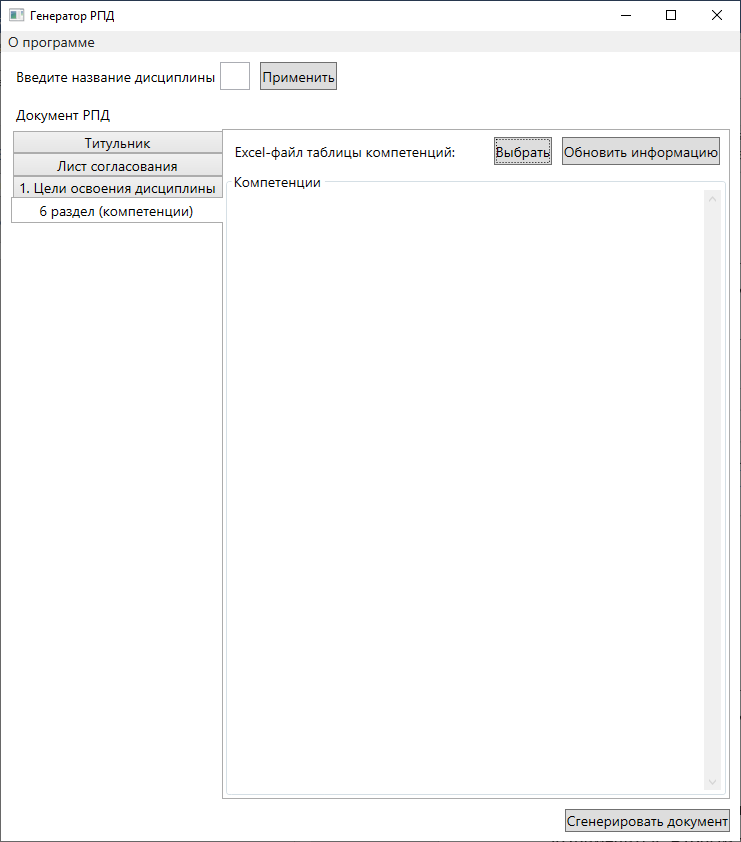 Генератор РПД
О программе
Введите название дисциплины Применить
Документ РПД
Титульник
Лист согласования
1. Цели освоения дисциплины
6 раздел (компетенции)
Excel-файл таблицы компетенций: Выбрать Обновить информацию
Компетенции
Сгенерировать документ